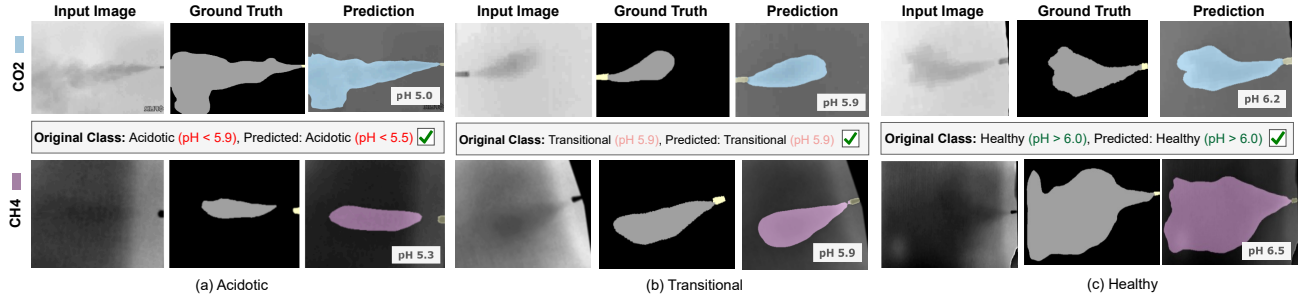 Input Image Ground Truth Prediction Input Image Ground Truth Prediction Input Image Ground Truth Prediction
CO2
pH 5.0 pH 5.9 pH 6.2
Original Class: Acidotic (pH < 5.9), Predicted: Acidotic (pH < 5.5) Original Class: Transitional (pH 5.9), Predicted: Transitional (pH 5.9) Original Class: Healthy (pH > 6.0), Predicted: Healthy (pH > 6.0)
CH4
pH 5.3 pH 5.9 pH 6.5
(a) Acidotic (b) Transitional (c) Healthy